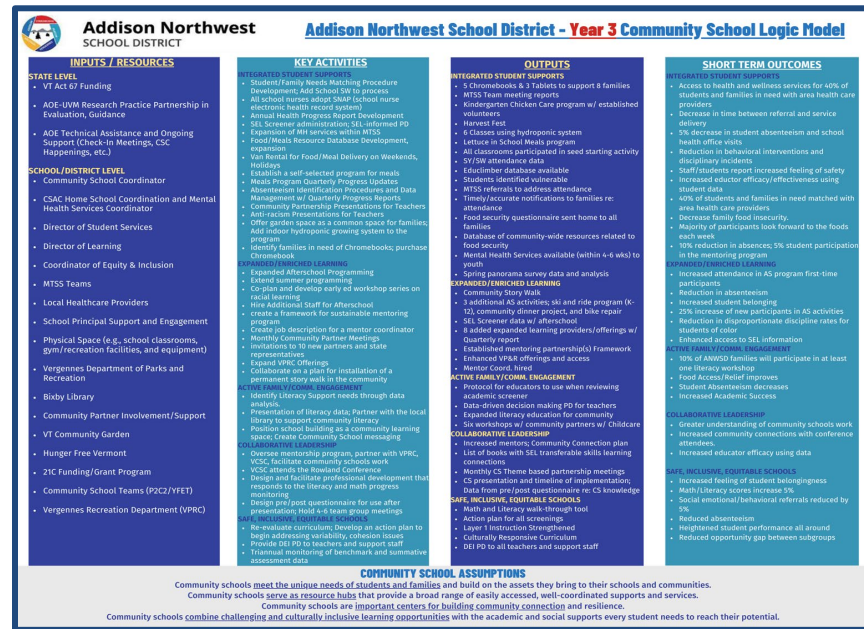 Addison Northwest
SCHOOL DISTRICT
Addison Northwest School District - Year 3 Community School Logic Model
INPUTS / RESOURCES
STATE LEVEL
• VT Act 67 Funding
• AOE-UVM Research Practice Partnership in
Evaluation, Guidance
• AOE Technical Assistance and Ongoing
Support (Check-In Meetings, CSC
Happenings, etc.)
SCHOOL/DISTRICT LEVEL
• Community School Coordinator
• CSAC Home School Coordination and Mental
Health Services Coordinator
• Director of Student Services
• Director of Learning
• Coordinator of Equity & Inclusion
• MTSS Teams
• Local Healthcare Providers
• School Principal Support and Engagement
• Physical Space (e.g., school classrooms,
gym/recreation facilities, and equipment)
• Vergennes Department of Parks and
Recreation
• Bixby Library
• Community Partner Involvement/Support
• VT Community Garden
• Hunger Free Vermont
• 21C Funding/Grant Program
• Community School Teams (P2C2/YFET)
• Vergennes Recreation Department (VPRC)
KEY ACTIVITIES
INTEGRATED STUDENT SUPPORTS
• Student/Family Needs Matching Procedure
Development; Add School SW to process
• All school nurses adopt SNAP (school nurse
electronic health record system)
• Annual Health Progress Report Development
• SEL Screener administration; SEL-informed PD
• Expansion of MH services within MTSS
• Food/Meals Resource Database Development,
expansion
• Van Rental for Food/Meal Delivery on Weekends,
Holidays
• Establish a self-selected program for meals
• Meals Program Quarterly Progress Updates
• Absenteeism Identification Procedures and Data
Management w/ Quarterly Progress Reports
• Community Partnership Presentations for Teachers
• Anti-racism Presentations for Teachers
• Offer garden space as a common space for families;
Add indoor hydroponic growing system to the
program
• Identify families in need of Chromebooks; purchase
Chromebook
EXPANDED/ENRICHED LEARNING
• Expanded Afterschool Programming
• Extend summer programming
• Co-plan and develop early ed workshop series on
racial learning
• Hire Additional Staff for Afterschool
• create a framework for sustainable mentoring
program
• Create job description for a mentor coordinator
• Monthly Community Partner Meetings
• invitations to 10 new partners and state
representatives
• Expand VPRC Offerings
• Collaborate on a plan for installation of a
permanent story walk in the community
ACTIVE FAMILY/COMM. ENGAGEMENT
• Identify Literacy Support needs through data
analysis.
• Presentation of literacy data; Partner with the local
library to support community literacy
• Position school building as a community learning
space; Create Community School messaging
COLLABORATIVE LEADERSHIP
• Oversee mentorship program, partner with VPRC,
VCSC, facilitate community schools work
• VCSC attends the Rowland Conference
• Design and facilitate professional development that
responds to the literacy and math progress
monitoring
• Design pre/post questionnaire for use after
presentation; Hold 4-6 team group meetings
SAFE, INCLUSIVE, EQUITABLE SCHOOLS
• Re-evaluate curriculum; Develop an action plan to
begin addressing variability, cohesion issues
• Provide DEI PD to teachers and support staff
• Triannual monitoring of benchmark and summative
assessment data
OUTPUTS
INTEGRATED STUDENT SUPPORTS
• 5 Chromebooks & 3 Tablets to support 8 families
• MTSS Team meeting reports
• Kindergarten Chicken Care program w/ established
volunteers
• Harvest Fest
• 6 Classes using hydroponic system
• Lettuce in School Meals program
• All classrooms participated in seed starting activity
• SY/SW attendance data
• Educlimber database available
• Students identified vulnerable
• MTSS referrals to address attendance
• Timely/accurate notifications to families re:
attendance
• Food security questionnaire sent home to all
families
• Database of community-wide resources related to
food security
• Mental Health Services available (within 4-6 wks) to
youth
• Spring panorama survey data and analysis
EXPANDED/ENRICHED LEARNING
• Community Story Walk
• 3 additional AS activities; ski and ride program (K-
12), community dinner project, and bike repair
• SEL Screener data w/ afterschool
• 8 added expanded learning providers/offerings w/
Quarterly report
• Established mentoring partnership(s) Framework
• Enhanced VP&R offerings and access
• Mentor Coord. hired
ACTIVE FAMILY/COMM. ENGAGEMENT
• Protocol for educators to use when reviewing
academic screener
• Data-driven decision making PD for teachers
• Expanded literacy education for community
• Six workshops w/ community partners w/ Childcare
COLLABORATIVE LEADERSHIP
• Increased mentors; Community Connection plan
• List of books with SEL transferable skills learning
connections
• Monthly CS Theme based partnership meetings
• CS presentation and timeline of implementation;
Data from pre/post questionnaire re: CS knowledge
SAFE, INCLUSIVE, EQUITABLE SCHOOLS
• Math and Literacy walk-through tool
• Action plan for all screenings
• Layer 1 Instruction Strengthened
• Culturally Responsive Curriculum
• DEI PD to all teachers and support staff
SHORT TERM OUTCOMES
INTEGRATED STUDENT SUPPORTS
• Access to health and wellness services for 40% of
students and families in need with area health care
providers
• Decrease in time between referral and service
delivery
• 5% decrease in student absenteeism and school
health office visits
• Reduction in behavioral interventions and
disciplinary incidents
• Staff/students report increased feeling of safety
• Increased educator efficacy/effectiveness using
student data
• 40% of students and families in need matched with
area health care providers
• Decrease family food insecurity.
• Majority of participants look forward to the foods
each week
• 10% reduction in absences; 5% student participation
in the mentoring program
EXPANDED/ENRICHED LEARNING
• Increased attendance in AS program first-time
participants
• Reduction in absenteeism
• Increased student belonging
• 25% increase of new partners in AS activities
• Reduction in disproportionate discipline rates for
students of color
• Enhanced access to SEL information
ACTIVE FAMILY/COMM. ENGAGEMENT
• 10% of ANWSD families will participate in at least
one literacy workshop
• Food Access/Relief improves
• Student Absenteeism decreases
• Increased Academic Success
COLLABORATIVE LEADERSHIP
• Greater understanding of community schools work
• Increased community connections with conference
attendees.
• Increased educator efficacy using data
SAFE, INCLUSIVE, EQUITABLE SCHOOLS
• Increased feeling of student belongingness
• Math/Literacy scores increase 5%
• Social emotional/behavioral referrals reduced by
5%
• Reduced absenteeism
• Heightened student performance all around
• Reduced opportunity gap between subgroups
COMMUNITY SCHOOL ASSUMPTIONS
Community schools meet the unique needs of students and families and build on the assets they bring to their schools and communities.
Community schools serve as resource hubs that provide a broad range of easily accessed, well-coordinated supports and services.
Community schools are important centers for building community connection and resilience.
Community schools combine challenging and culturally inclusive learning opportunities with the academic and social supports every student needs to reach their potential.